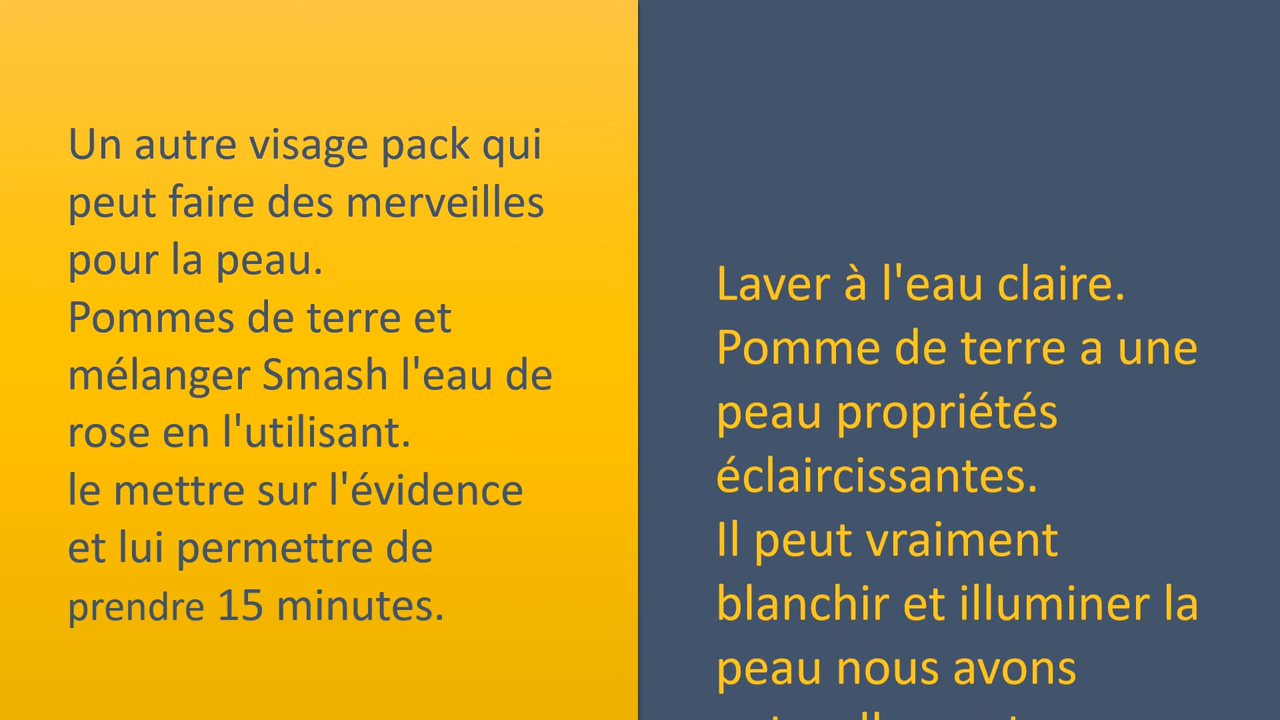 Un autre visage pack qui
peut faire des merveilles
pour la peau.
Pommes de terre et
mélanger Smash l'eau de
rose en l'utilisant.
le mettre sur l'évidence
et lui permettre de
prendre 15 minutes.
Laver à l'eau claire.
Pomme de terre a une
peau propriétés
éclaircissantes.
Il peut vraiment
blanchir et illuminer la
peau nous avons